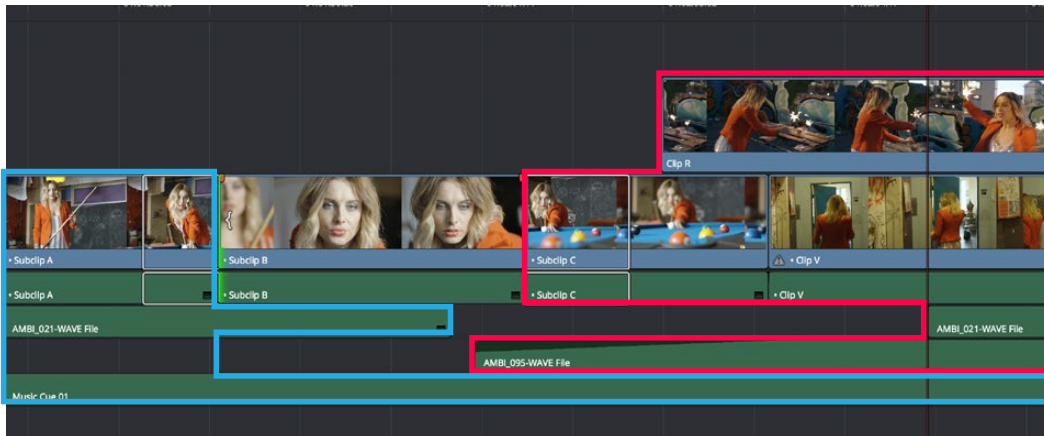 Clip R
• Subclip A
• Subclip B
• Subclip C
• Clip V
• Subclip A
• Subclip B
• Subclip C
• Clip V
AMBI_021-WAVE File
AMBI_021-WAVE File
AMBI_095-WAVE File
Music Cue 01